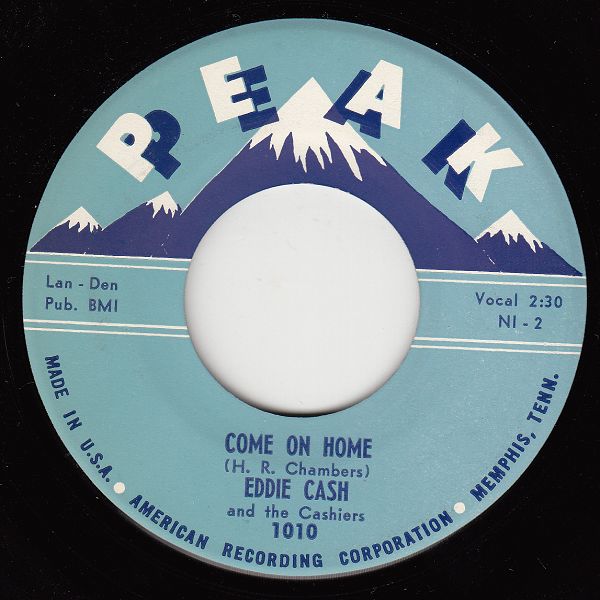 PEAK
Lan - Den
Pub. BMI
Vocal 2:30
NI - 2
COME ON HOME
(H. R. Chambers)
EDDIE CASH
and the Cashiers
1010
MADE IN U.S.A. • AMERICAN RECORDING CORPORATION • MEMPHIS, TENN.